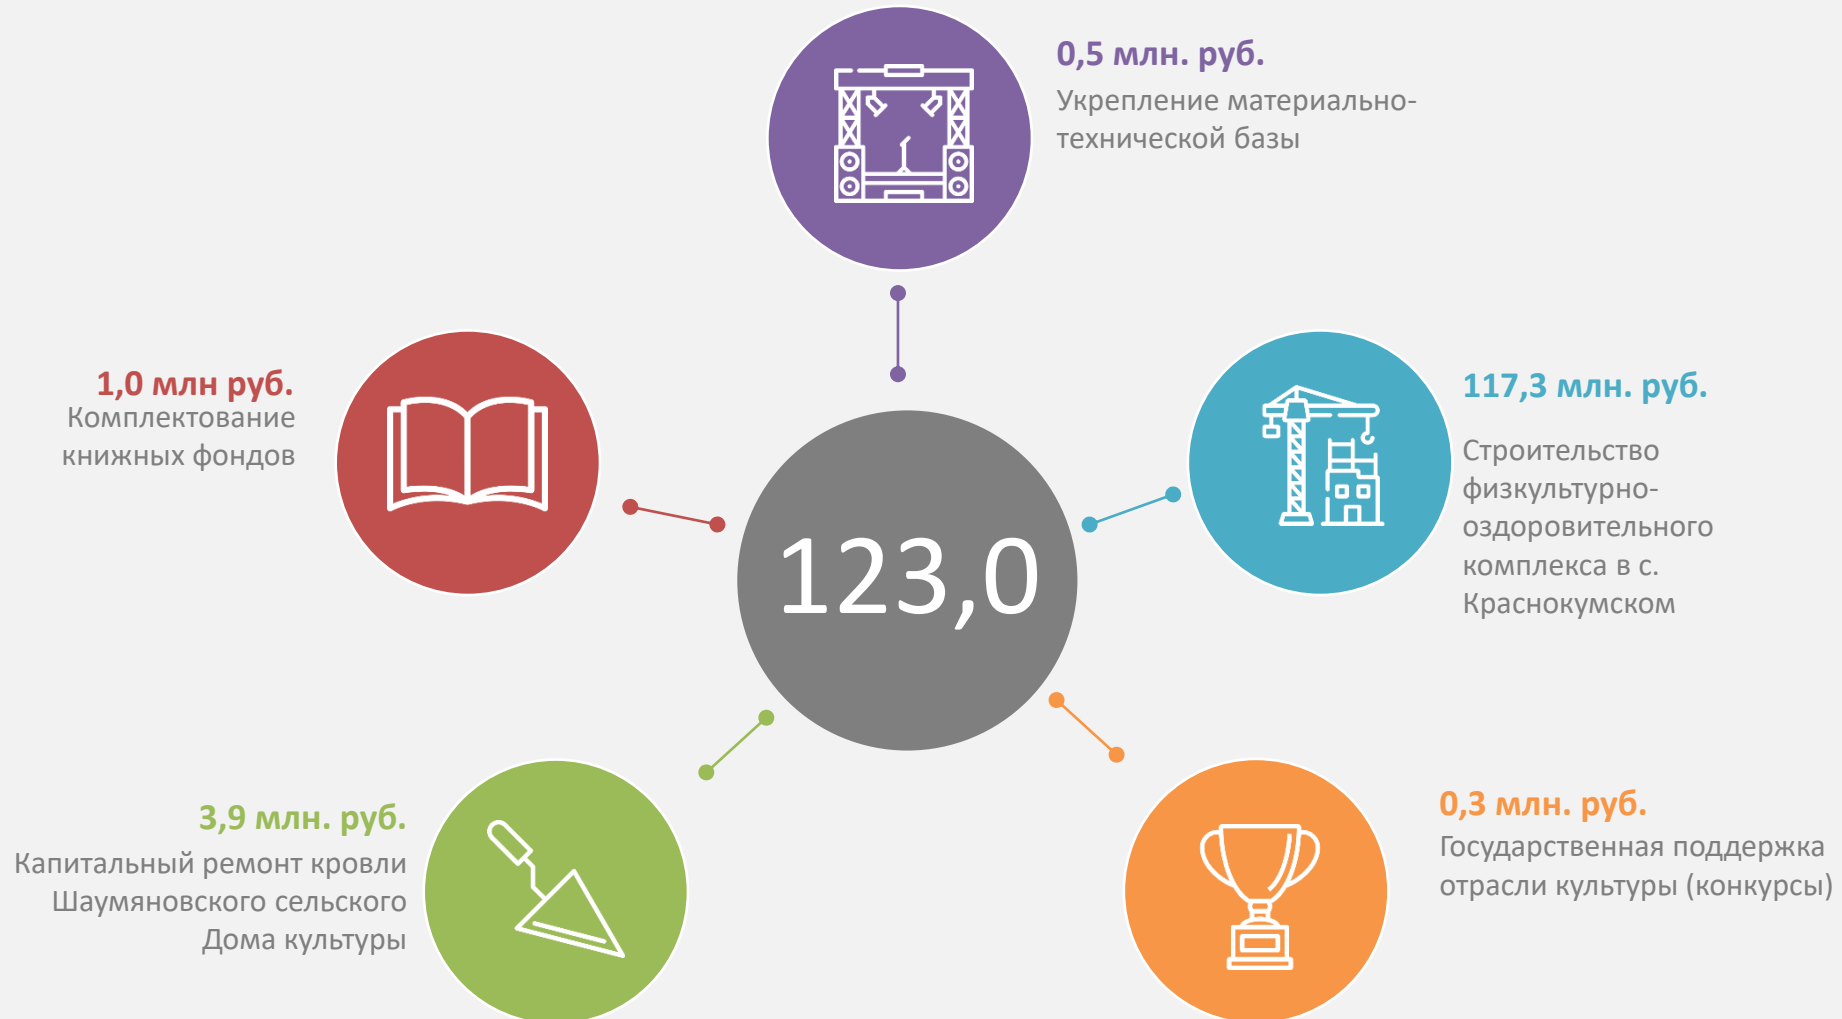 0,5 млн. руб.
Укрепление материально-
технической базы
1,0 млн руб.
Комплектование
книжных фондов
117,3 млн. руб.
Строительство
физкультурно-
оздоровительного
комплекса в с.
Краснокумском
123,0
3,9 млн. руб.
Капитальный ремонт кровли
Шаумяновского сельского
Дома культуры
0,3 млн. руб.
Государственная поддержка
отрасли культуры (конкурсы)